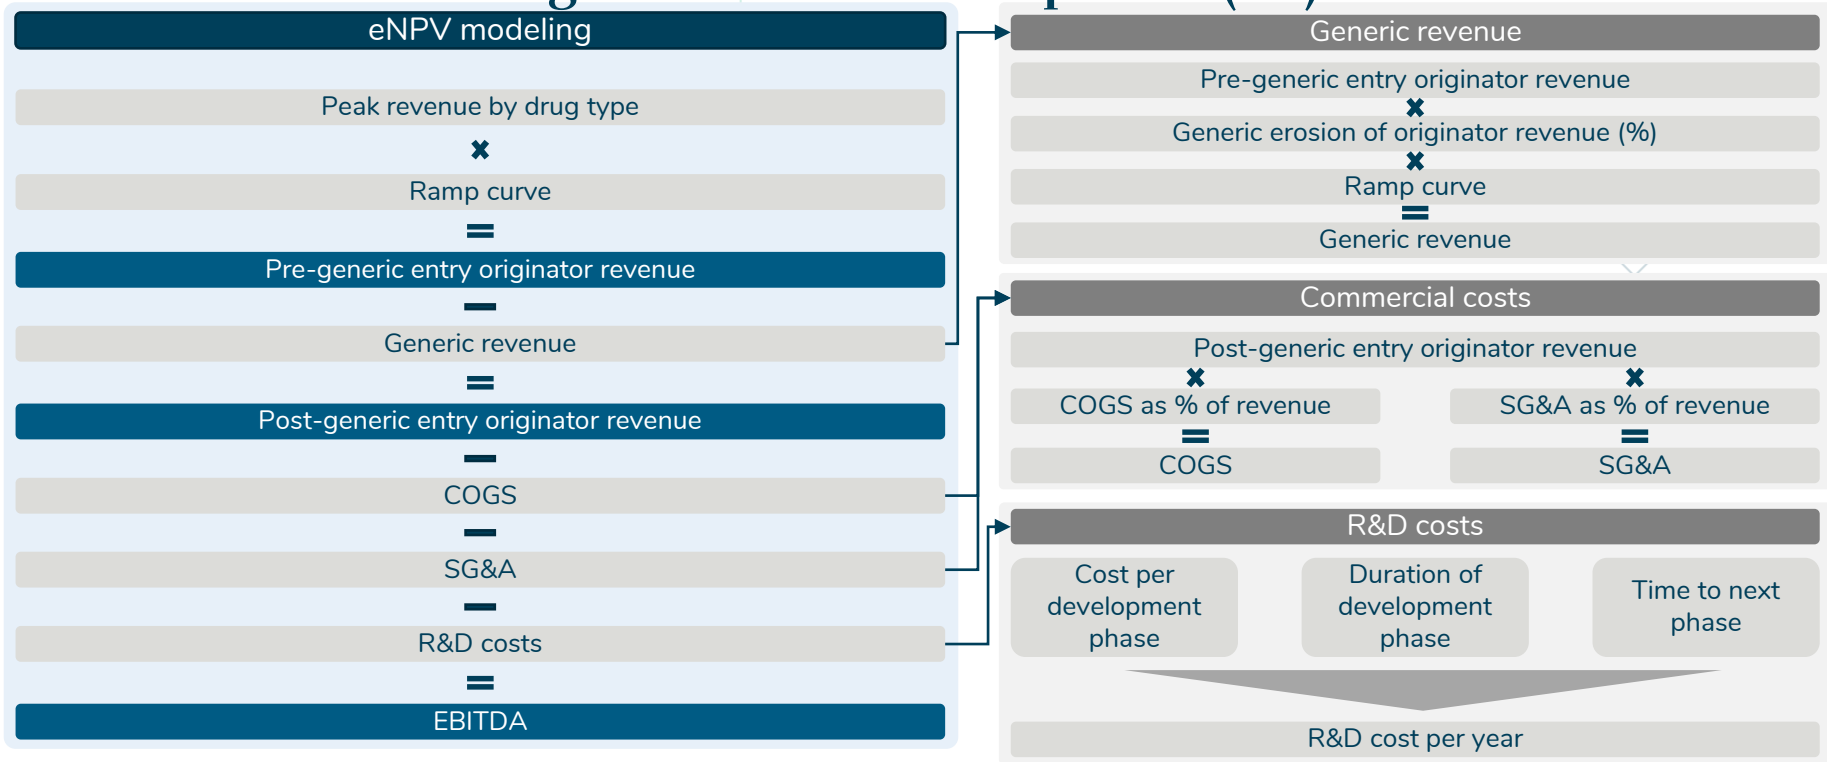 eNPV modeling
Peak revenue by drug type
Ramp curve
Pre-generic entry originator revenue
Generic revenue
Post-generic entry originator revenue
COGS
SG&A
R&D costs
EBITDA
Generic revenue
Pre-generic entry originator revenue
Generic erosion of originator revenue (%)
Ramp curve
Generic revenue
Commercial costs
Post-generic entry originator revenue
COGS as % of revenue
SG&A as % of revenue
COGS
SG&A
R&D costs
Cost per
development
phase
Duration of
development
phase
Time to next
phase
R&D cost per year